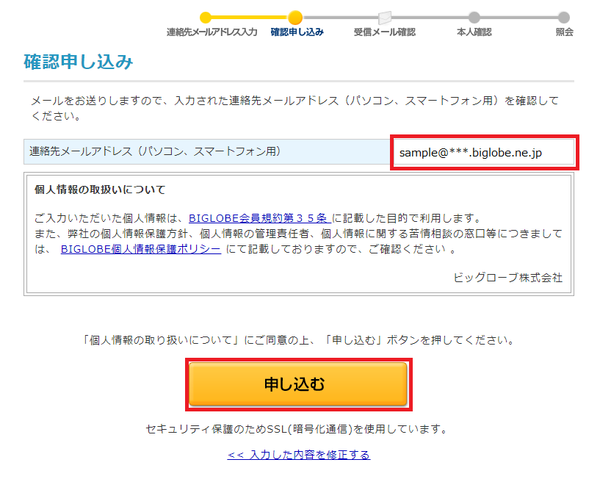 連絡先メールアドレス入力 確認申し込み 受信メール確認 本人確認 照会
確認申し込み
メールをお送りしますので、入力された連絡先メールアドレス（パソコン、スマートフォン用）を確認して
ください。
連絡先メールアドレス（パソコン、スマートフォン用） sample@***.biglobe.ne.jp
個人情報の取扱いについて
ご入力いただいた個人情報は、BIGLOBE会員規約第３５条 に記載した目的で利用します。
また、弊社の個人情報保護方針、個人情報の管理責任者、個人情報に関する苦情相談の窓口等につきまして
は、 BIGLOBE個人情報保護ポリシー にて記載しておりますので、ご確認ください 。
ビッグローブ株式会社
「個人情報の取り扱いについて」にご同意の上、「申し込む」ボタンを押してください。
申し込む
セキュリティ保護のためSSL(暗号化通信)を使用しています。
<< 入力した内容を修正する